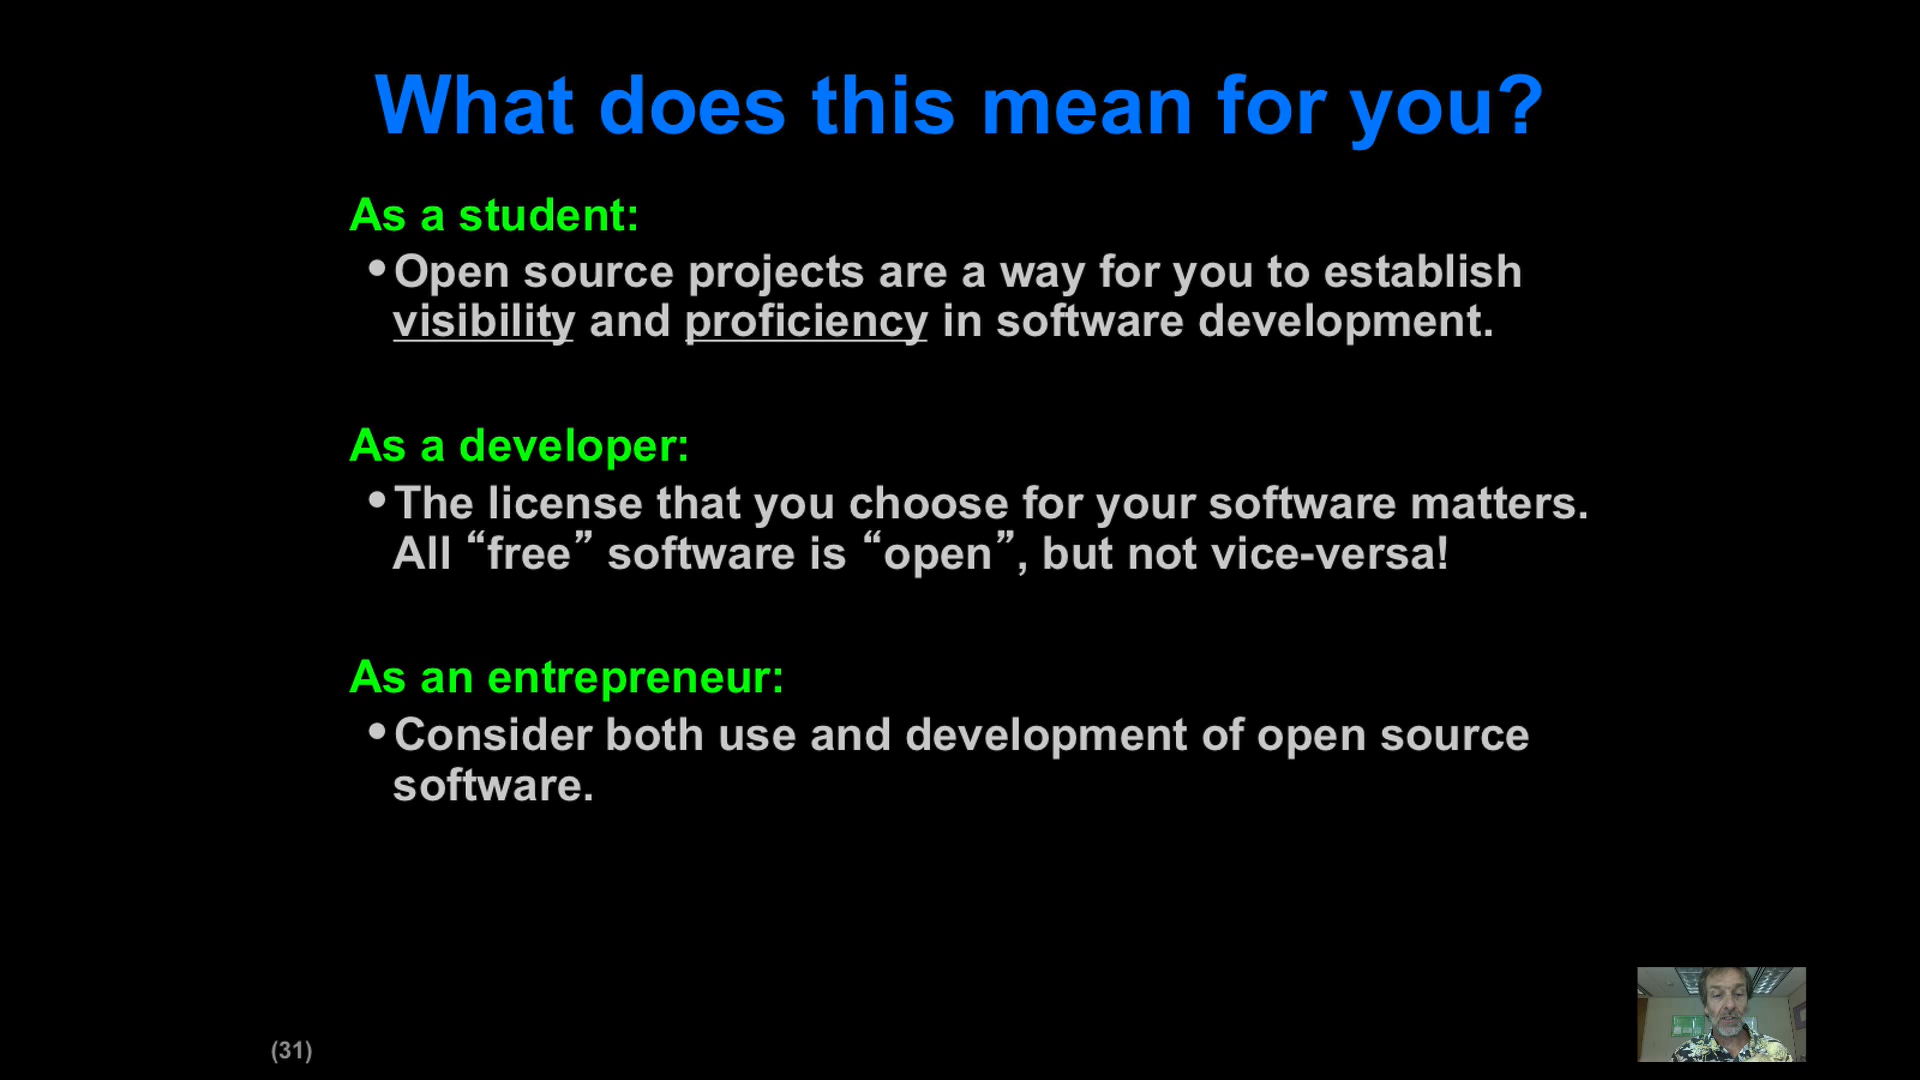 What does this mean for you?
As a student:
•Open source projects are a way for you to establish
visibility and proficiency in software development.
As a developer:
•The license that you choose for your software matters.
All “free” software is “open”, but not vice-versa!
As an entrepreneur:
•Consider both use and development of open source
software.
(31)